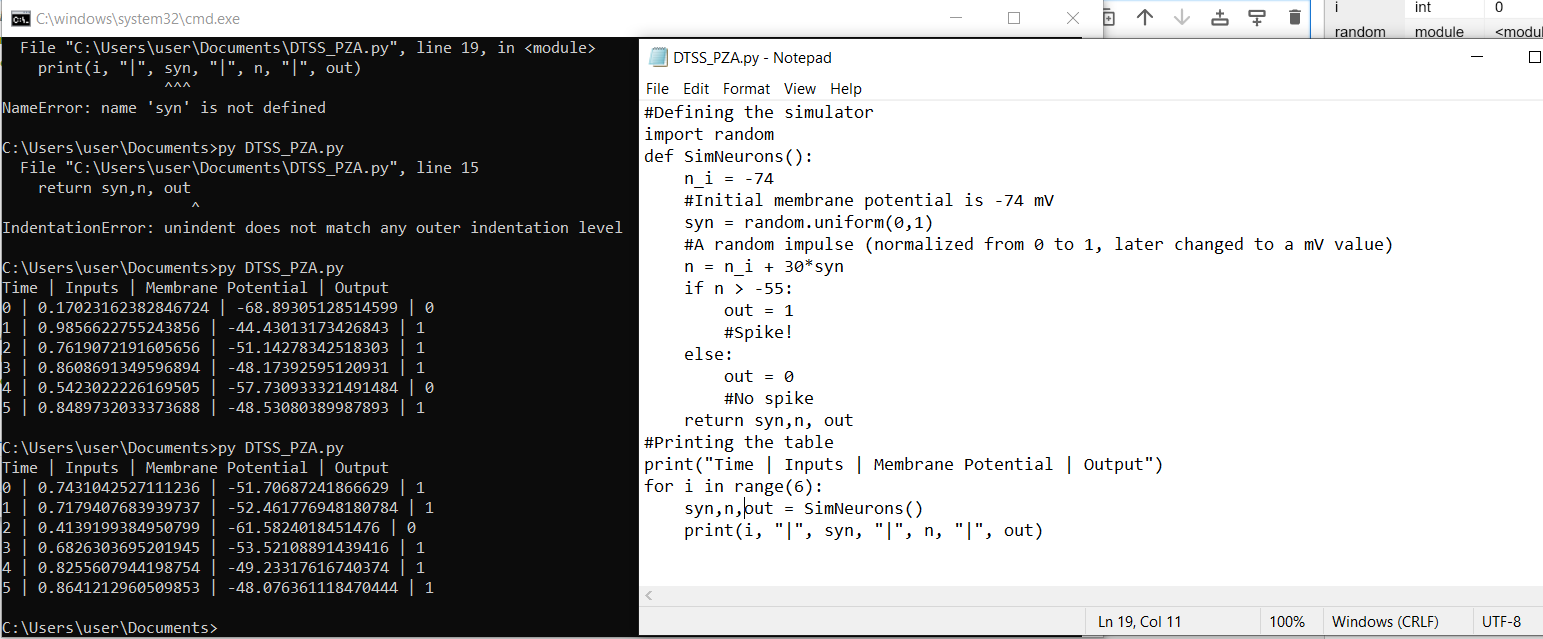 C:\windows\system32\cmd.exe
i int 0
random module <modul
File "C:\Users\user\Documents\DTSS_PZA.py", line 19, in <module>
print(i, "|", syn, "|", n, "|", out)
^^^
NameError: name 'syn' is not defined
C:\Users\user\Documents>py DTSS_PZA.py
File "C:\Users\user\Documents\DTSS_PZA.py", line 15
return syn,n, out
^
IndentationError: unindent does not match any outer indentation level
C:\Users\user\Documents>py DTSS_PZA.py
Time | Inputs | Membrane Potential | Output
0 | 0.17023162382846724 | -68.89305128514599 | 0
1 | 0.9856622755243856 | -44.43013173426843 | 1
2 | 0.7619072191605656 | -51.14278342518303 | 1
3 | 0.8608691349596894 | -48.17392595120931 | 1
4 | 0.5423022226169505 | -57.730933321491484 | 0
5 | 0.8489732033373688 | -48.53080389987893 | 1
C:\Users\user\Documents>py DTSS_PZA.py
Time | Inputs | Membrane Potential | Output
0 | 0.7431042527111236 | -51.70687241866629 | 1
1 | 0.7179407683939737 | -52.461776948180784 | 1
2 | 0.4139199384950799 | -61.5824018451476 | 0
3 | 0.6826303695201945 | -53.52108891439416 | 1
4 | 0.8255607944198754 | -49.23317616740374 | 1
5 | 0.8641212960509853 | -48.076361118470444 | 1
C:\Users\user\Documents>
DTSS_PZA.py - Notepad
File Edit Format View Help
#Defining the simulator
import random
def SimNeurons():
n_i = -74
#Initial membrane potential is -74 mV
syn = random.uniform(0,1)
#A random impulse (normalized from 0 to 1, later changed to a mV value)
n = n_i + 30*syn
if n > -55:
out = 1
#Spike!
else:
out = 0
#No spike
return syn,n, out
#Printing the table
print("Time | Inputs | Membrane Potential | Output")
for i in range(6):
syn,n,out = SimNeurons()
print(i, "|", syn, "|", n, "|", out)
Ln 19, Col 11 100% Windows (CRLF) UTF-8